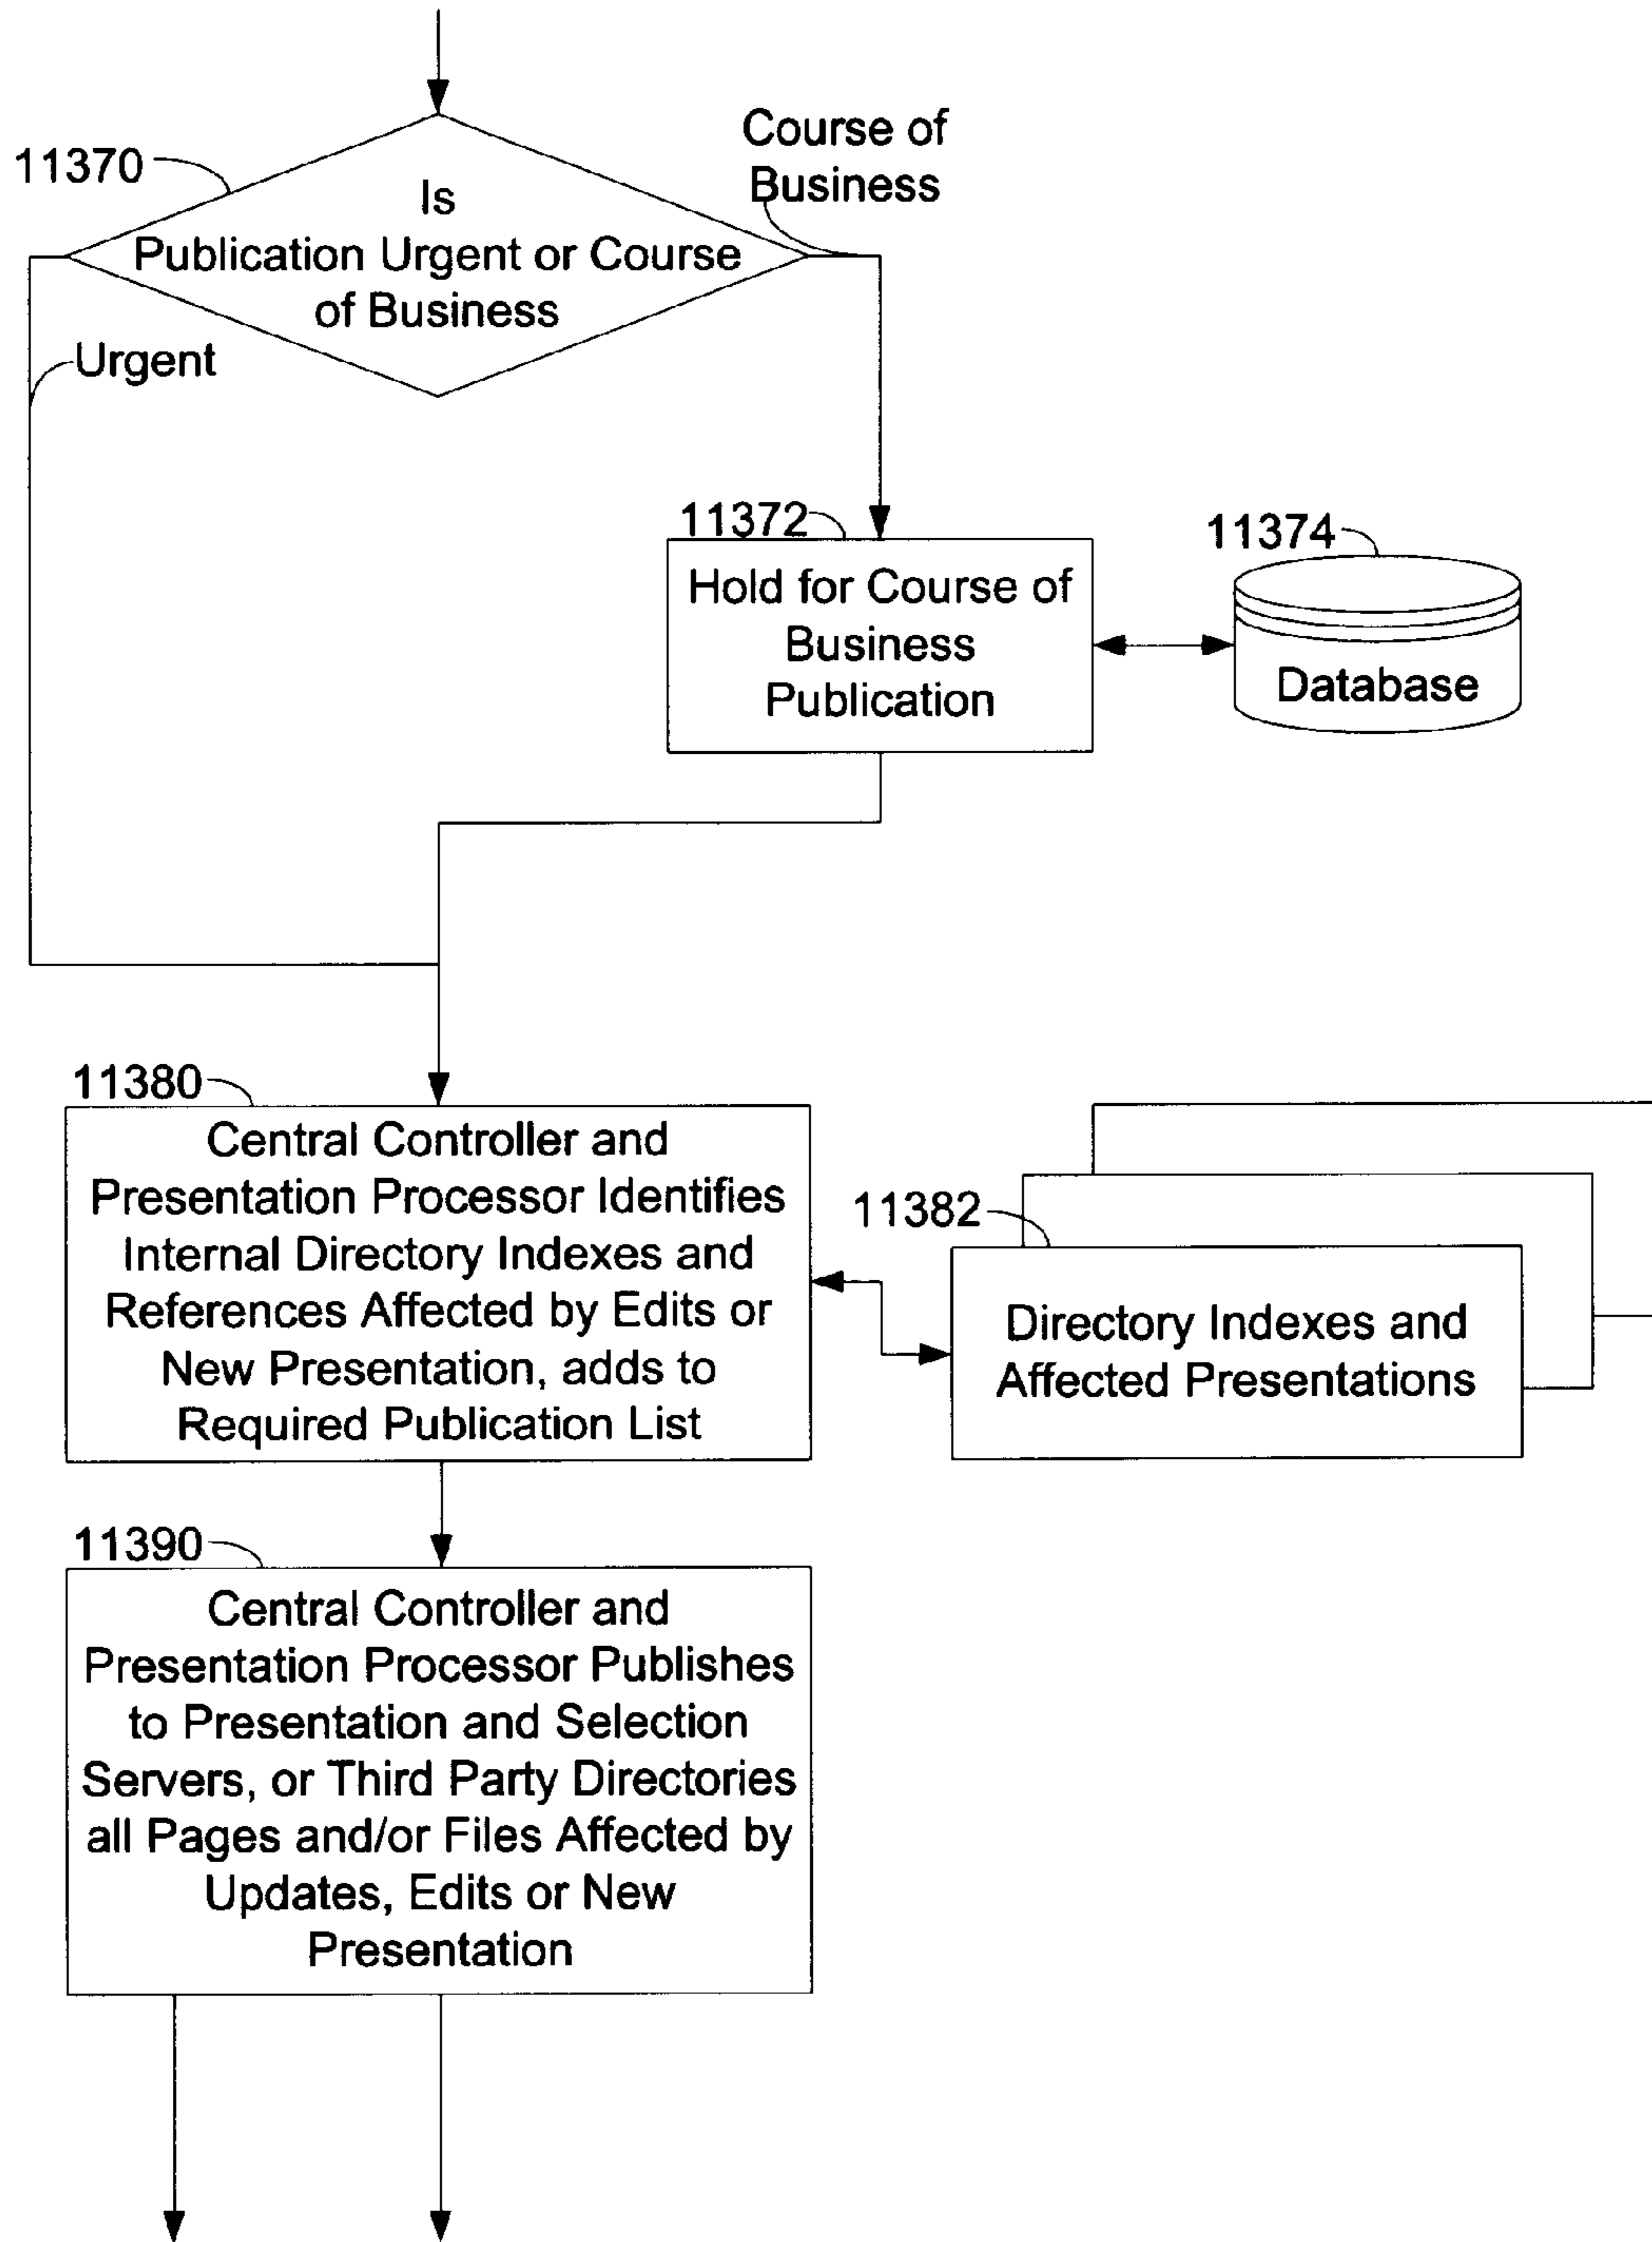 Course of
Business
11370
Is
Publication Urgent or Course
of Business
Urgent
11372
Hold for Course of
Business
Publication
11374
Database
11380
Central Controller and
Presentation Processor Identifies
Internal Directory Indexes and
References Affected by Edits or
New Presentation, adds to
Required Publication List
11382
Directory Indexes and
Affected Presentations
11390
Central Controller and
Presentation Processor Publishes
to Presentation and Selection
Servers, or Third Party Directories
all Pages and/or Files Affected by
Updates, Edits or New
Presentation